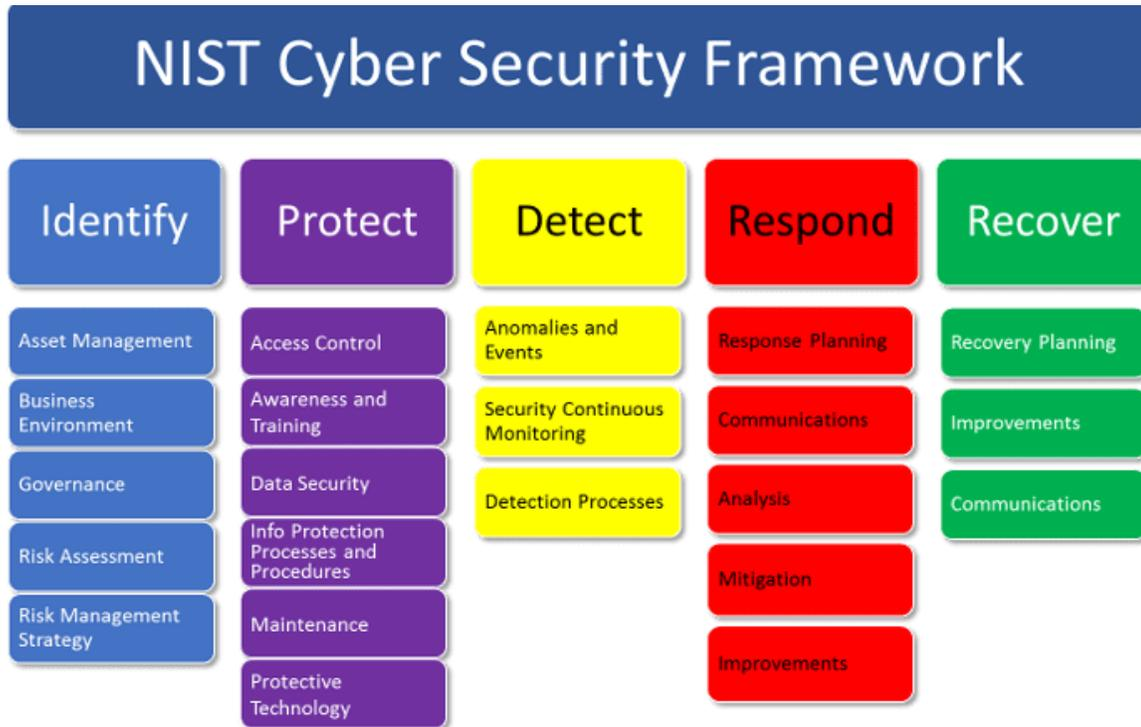 NIST Cyber Security Framework
Identify
Asset Management
Business
Environment
Governance
Risk Assessment
Risk Management
Strategy
Protect
Access Control
Awareness and
Training
Data Security
Info Protection
Processes and
Procedures
Maintenance
Protective
Technology
Detect
Anomalies and
Events
Security Continuous
Monitoring
Detection Processes
Respond
Response Planning
Communications
Analysis
Mitigation
Improvements
Recover
Recovery Planning
Improvements
Communications